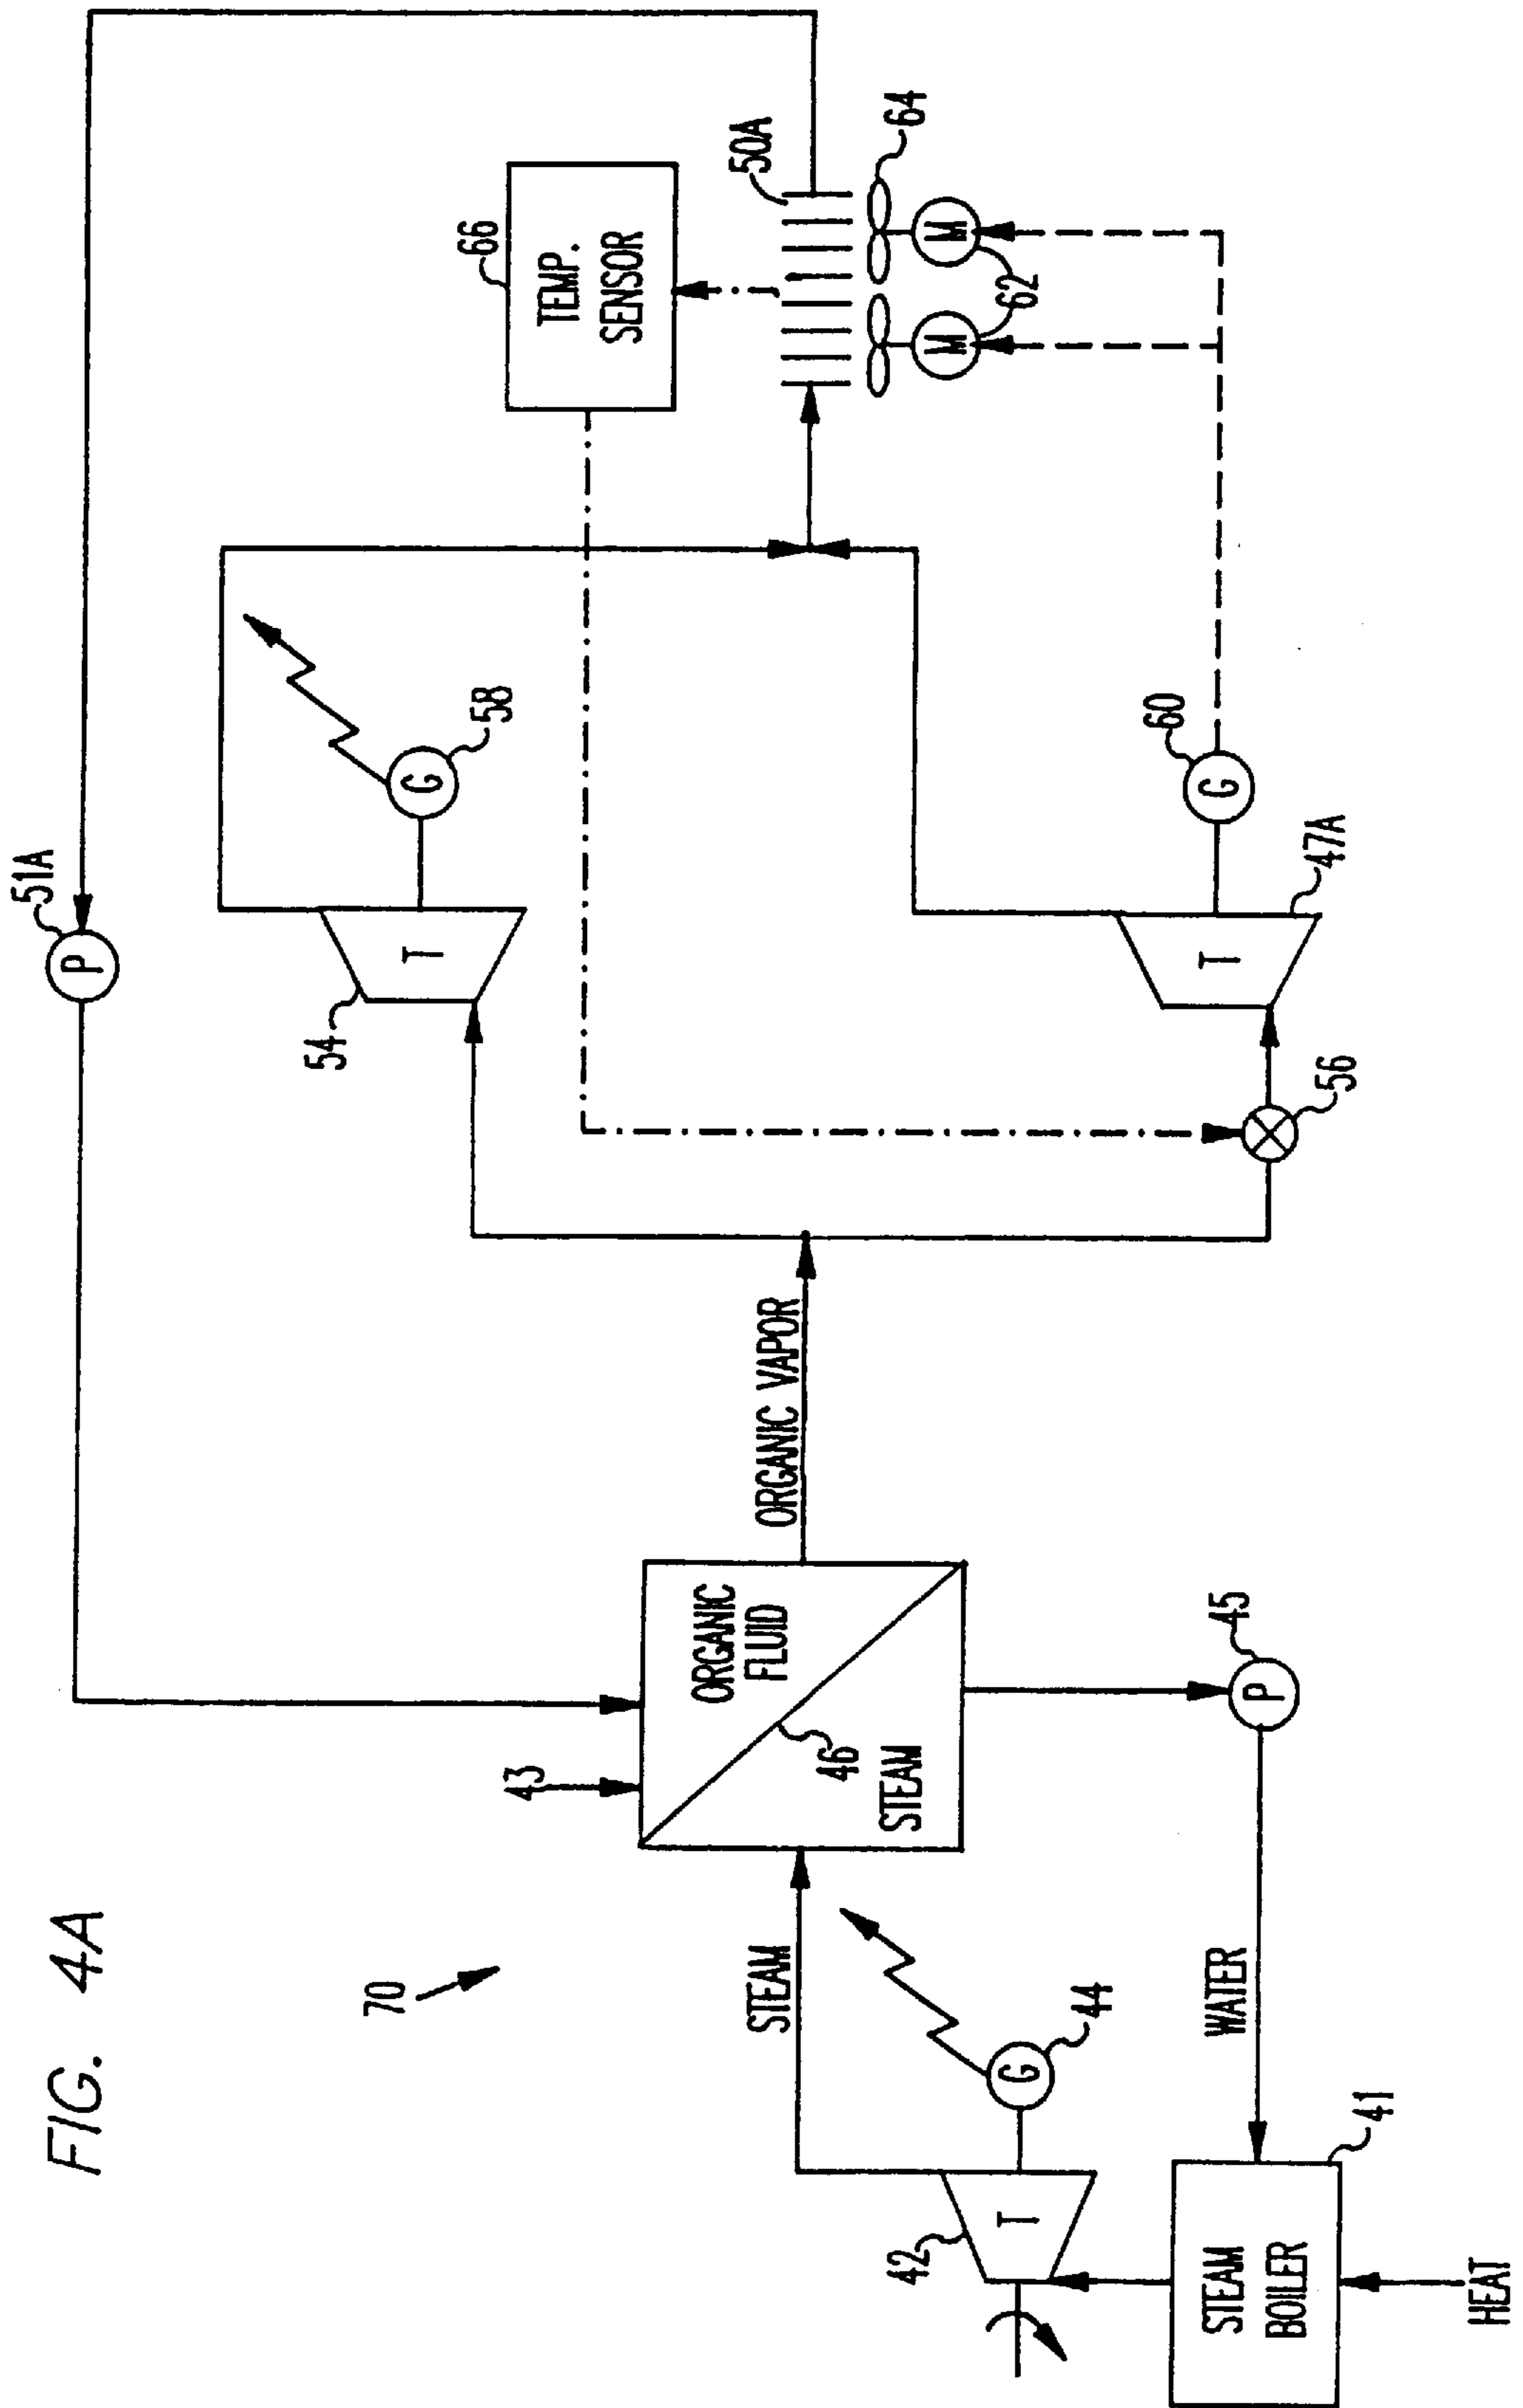 FIG. 4A
70
HEAT
STEAM
BOILER
41
42
T
G
44
STEAM
WATER
P
45
43
ORGANIC
FLUID
46
STEAM
ORGANIC VAPOR
P
51A
54
T
G
58
56
T
47A
G
60
66
TEMP.
SENSOR
50A
64
M
M
62